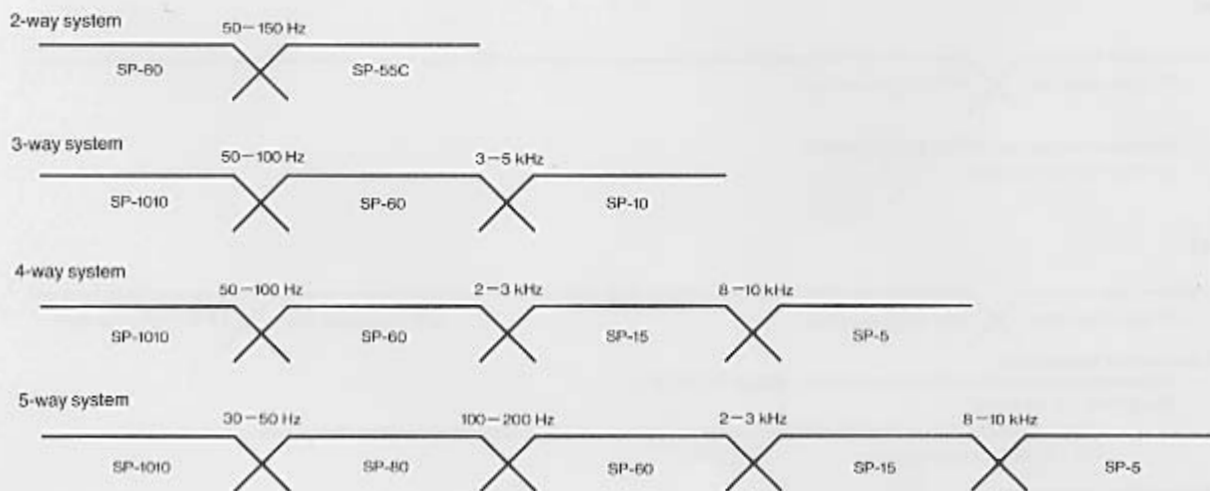 2-way system
50-150 Hz
SP-80 SP-55C
3-way system
50-100 Hz 3-5 kHz
SP-1010 SP-60 SP-10
4-way system
50-100 Hz 2-3 kHz 8-10 kHz
SP-1010 SP-60 SP-15 SP-5
5-way system
30-50 Hz 100-200 Hz 2-3 kHz 8-10 kHz
SP-1010 SP-80 SP-60 SP-15 SP-5